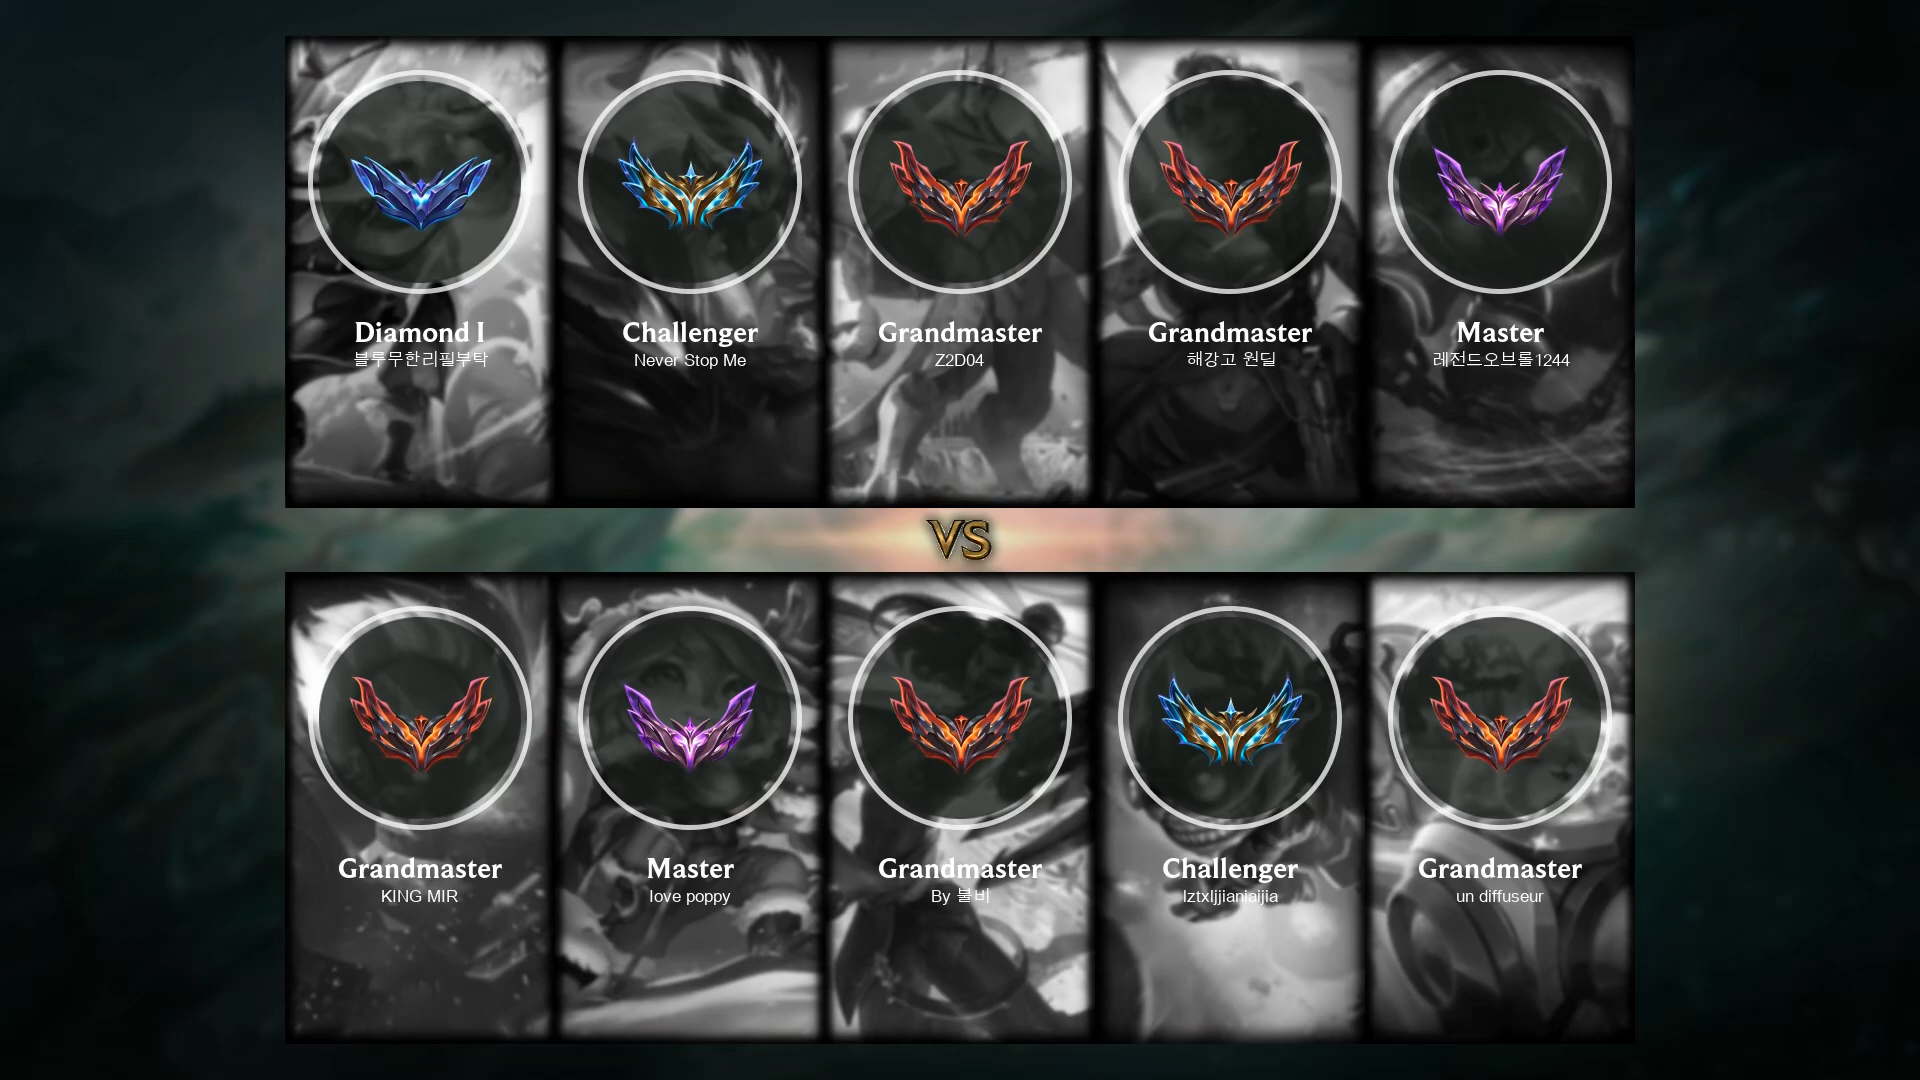 Diamond I
블루무한리필부탁
Challenger
Never Stop Me
Grandmaster
Z2D04
Grandmaster
해강고 원딜
Master
레전드오브롤1244
VS
Grandmaster
KING MIR
Master
love poppy
Grandmaster
By 불비
Challenger
lztxljjianiaijia
Grandmaster
un diffuseur